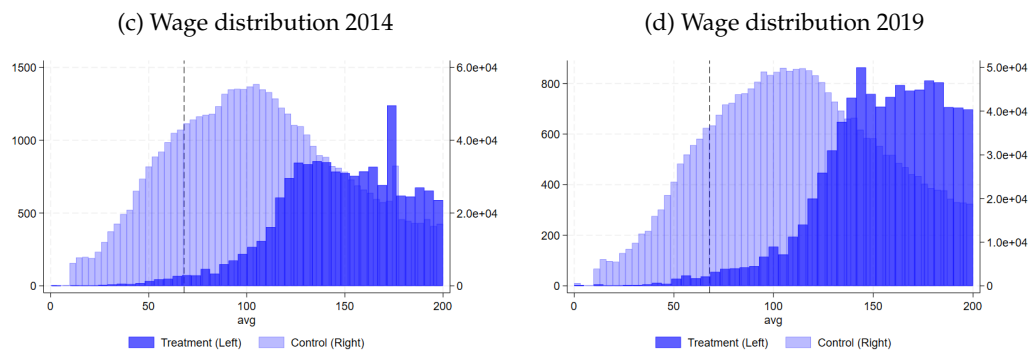 (c) Wage distribution 2014
1500
1000
500
0
6.0e+04
4.0e+04
2.0e+04
0
0 50 100 150 200
avg
Treatment (Left) Control (Right)
(d) Wage distribution 2019
800
600
400
200
0
5.0e+04
4.0e+04
3.0e+04
2.0e+04
1.0e+04
0
0 50 100 150 200
avg
Treatment (Left) Control (Right)